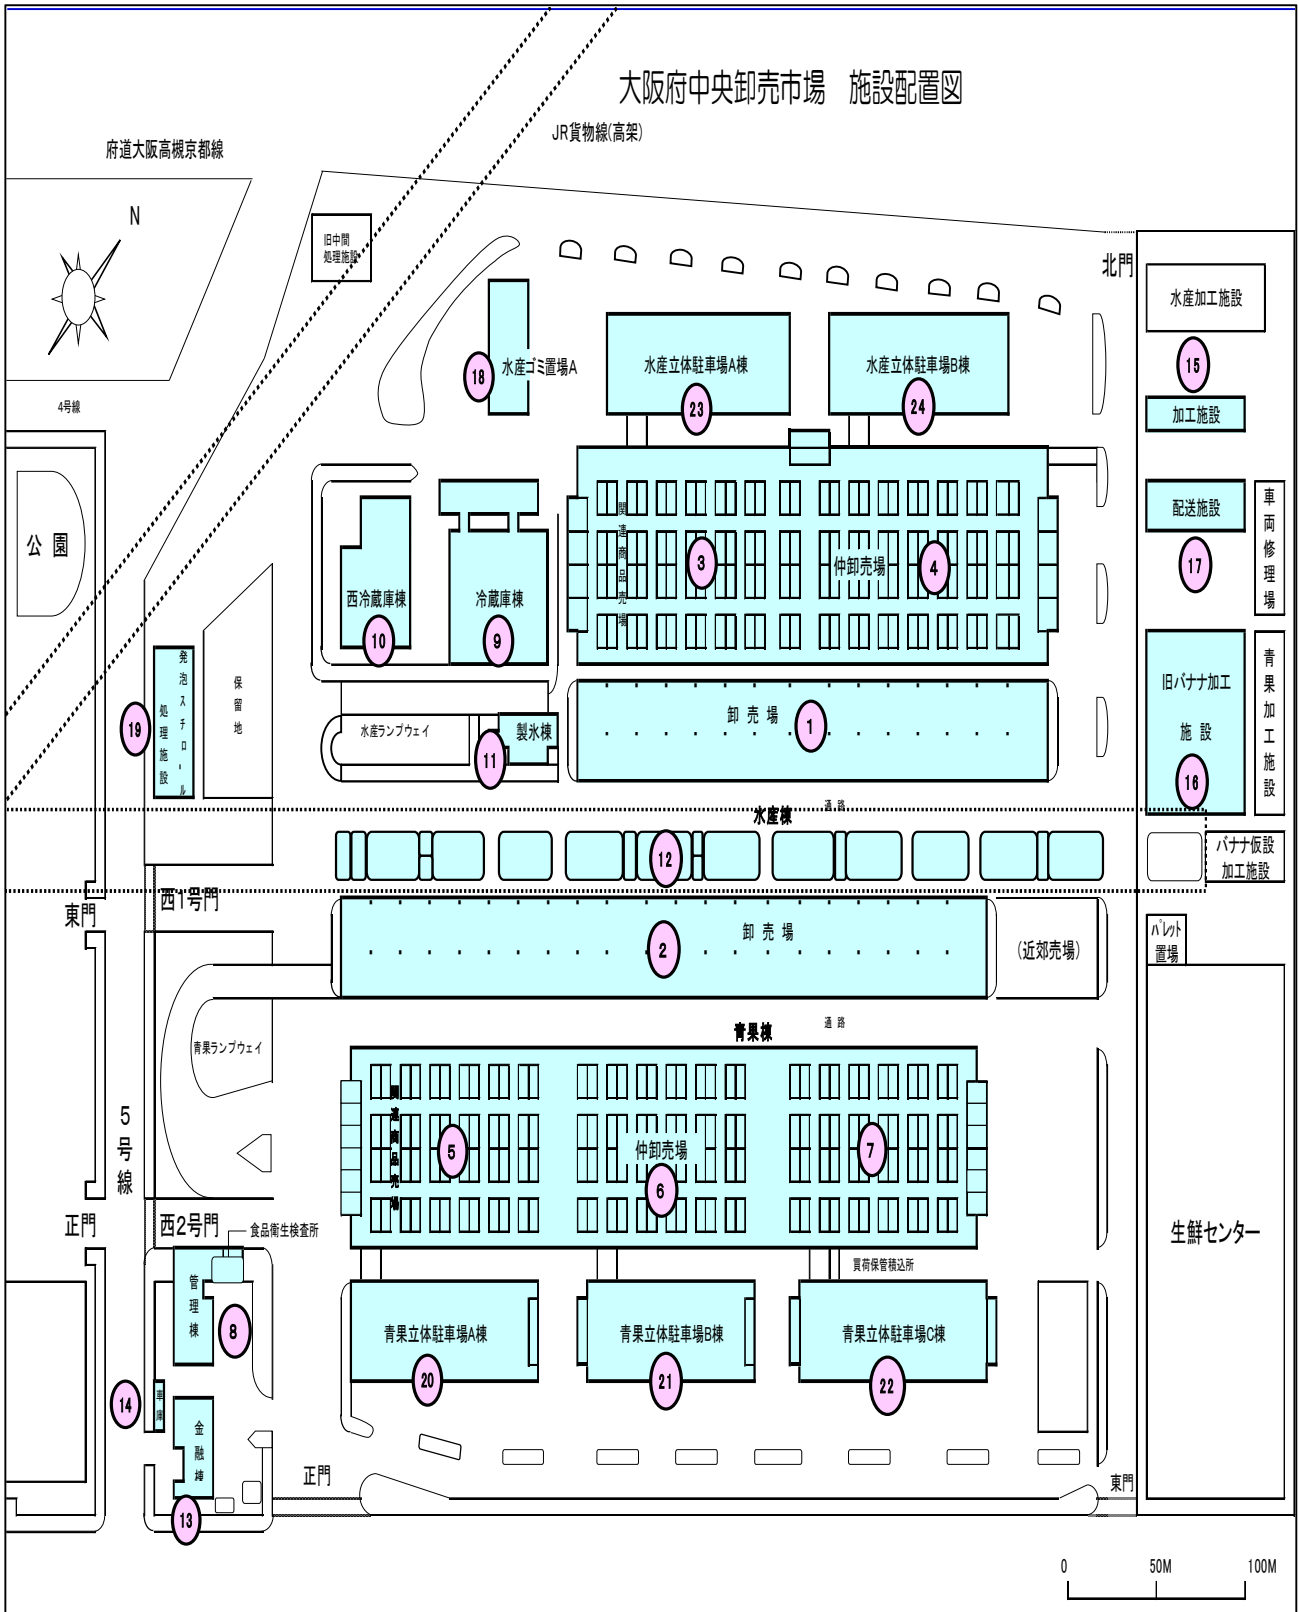 大阪府中央卸売市場　施設配置図
JR貨物線(高架)
府道大阪高槻京都線
N
旧中間
処理施設
北門
水産加工施設
水産ゴミ置場A
18
水産立体駐車場A棟
23
水産立体駐車場B棟
24
15
加工施設
4号線
公園
配送施設
17
車両修理場
関連商品売場
3
仲卸売場
4
西冷蔵庫棟
10
冷蔵庫棟
9
旧バナナ加工
施設
16
青果加工施設
発泡スチロール
処理施設
19
保留地
水産ランプウェイ
製氷棟
11
卸売場
1
水産棟
通路
12
バナナ仮設
加工施設
東門
西1号門
卸売場
2
(近郊売場)
パレット
置場
青果棟
通路
青果ランプウェイ
5号線
関連商品売場
5
仲卸売場
6
7
正門
西2号門
食品衛生検査所
管理棟
8
買荷保管積込所
生鮮センター
青果立体駐車場A棟
20
青果立体駐車場B棟
21
青果立体駐車場C棟
22
14
車庫
金融棟
13
正門
東門
0
50M
100M